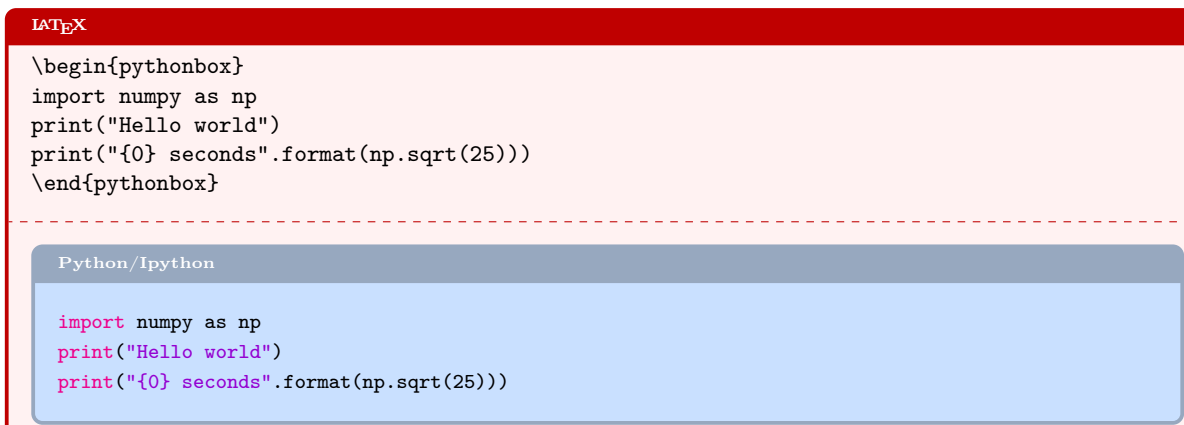 LATEX
\begin{pythonbox}
import numpy as np
print("Hello world")
print("{0} seconds".format(np.sqrt(25)))
\end{pythonbox}
Python/Ipython
import numpy as np
print("Hello world")
print("{0} seconds".format(np.sqrt(25)))